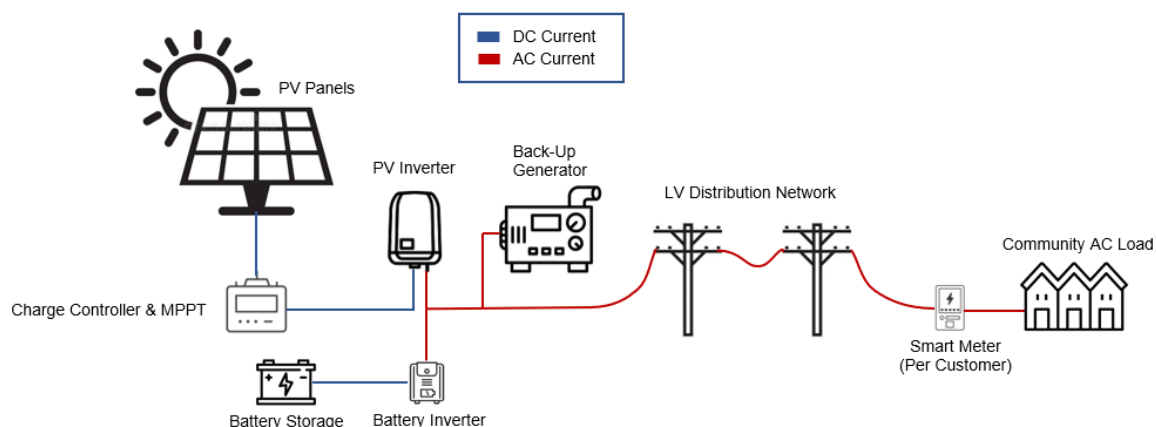 DC Current
AC Current
PV Panels
PV Inverter
Back-Up
Generator
LV Distribution Network
Community AC Load
Charge Controller & MPPT
Smart Meter
(Per Customer)
Battery Storage
Battery Inverter